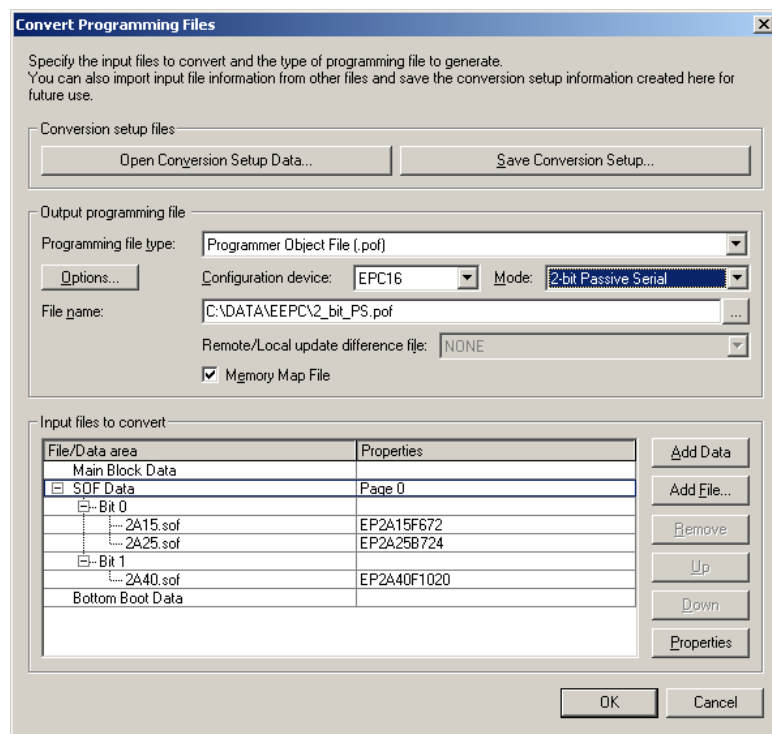 Convert Programming Files
Specify the input files to convert and the type of programming file to generate.
You can also import input file information from other files and save the conversion setup information created here for
future use.
Conversion setup files
Open Conversion Setup Data...
Save Conversion Setup...
Output programming file
Programming file type:
Programmer Object File (.pof)
Options...
Configuration device:
EPC16
Mode:
2-bit Passive Serial
File name:
C:\DATA\EEPC\2_bit_PS.pof
...
Remote/Local update difference file:
NONE
Memory Map File
Input files to convert
File/Data area
Properties
Main Block Data
SOF Data
Page 0
Bit 0
2A15.sof
EP2A15F672
2A25.sof
EP2A25B724
Bit 1
2A40.sof
EP2A40F1020
Bottom Boot Data
Add Data
Add File...
Remove
Up
Down
Properties
OK
Cancel